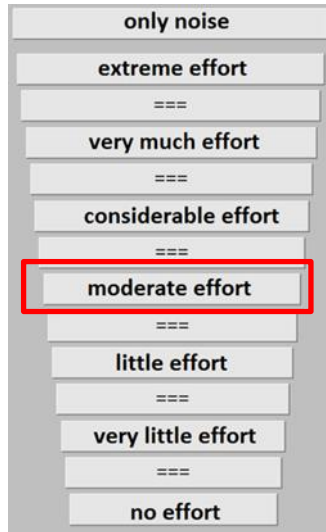 only noise
extreme effort
===
very much effort
===
considerable effort
===
moderate effort
===
little effort
===
very little effort
===
no effort